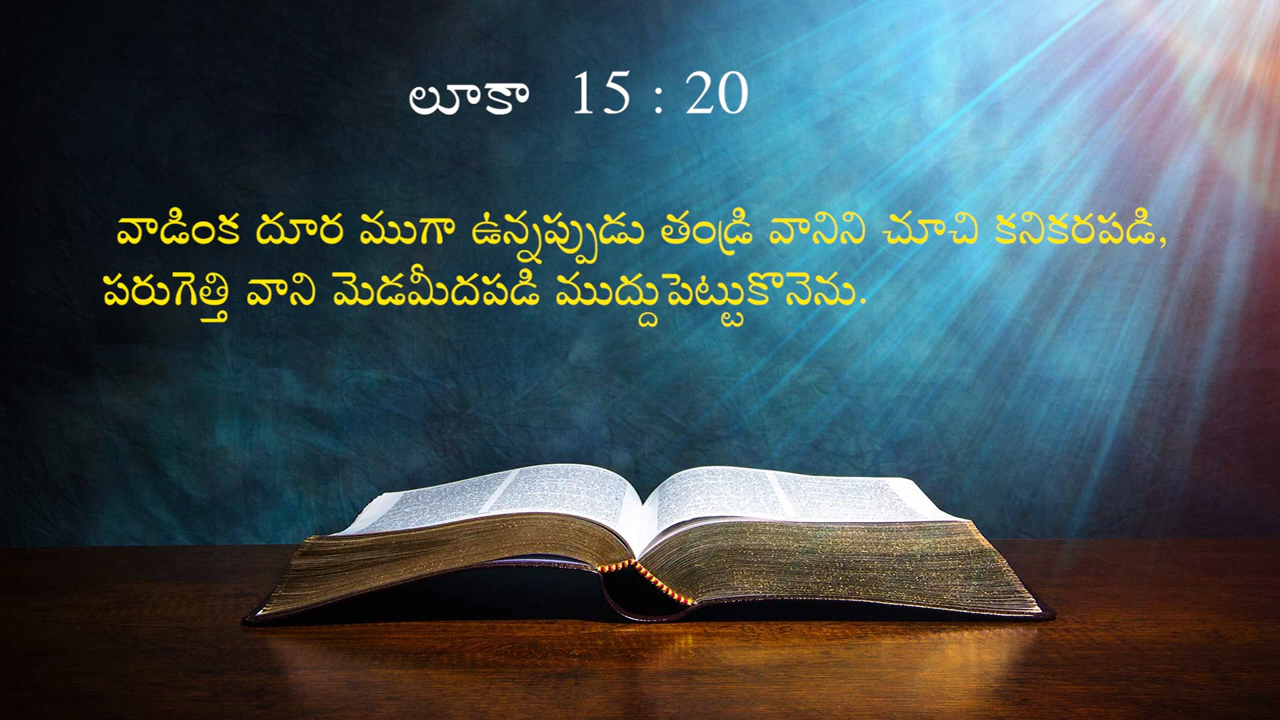 లూకా 15 : 20
వాడింక దూర ముగా ఉన్నప్పుడు తండ్రి వానిని చూచి కనికరపడి,
పరుగెత్తి వాని మెడమీదపడి ముద్దుపెట్టుకొనెను.